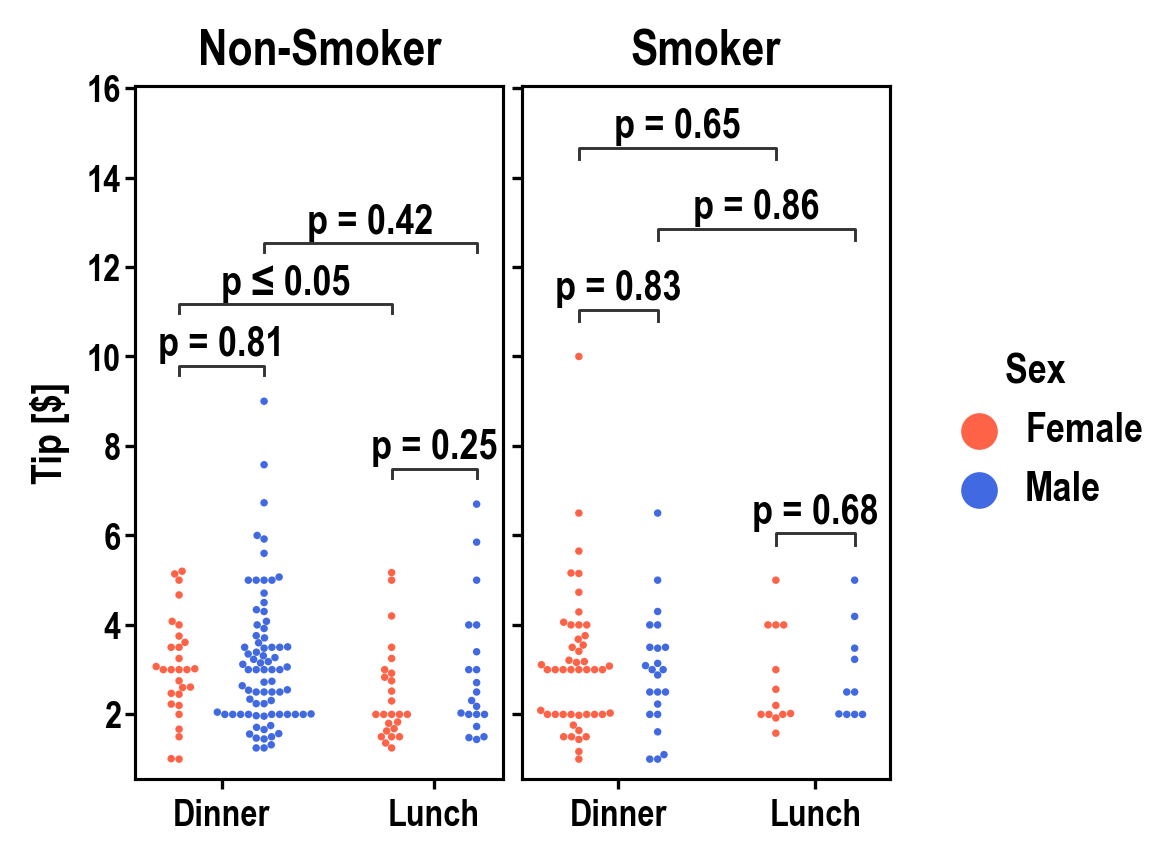 Non-Smoker
Smoker
Tip [$]
16
14
12
10
8
6
4
2
p = 0.42
p ≤ 0.05
p = 0.81
p = 0.25
p = 0.65
p = 0.86
p = 0.83
p = 0.68
Dinner
Lunch
Dinner
Lunch
Sex
Female
Male